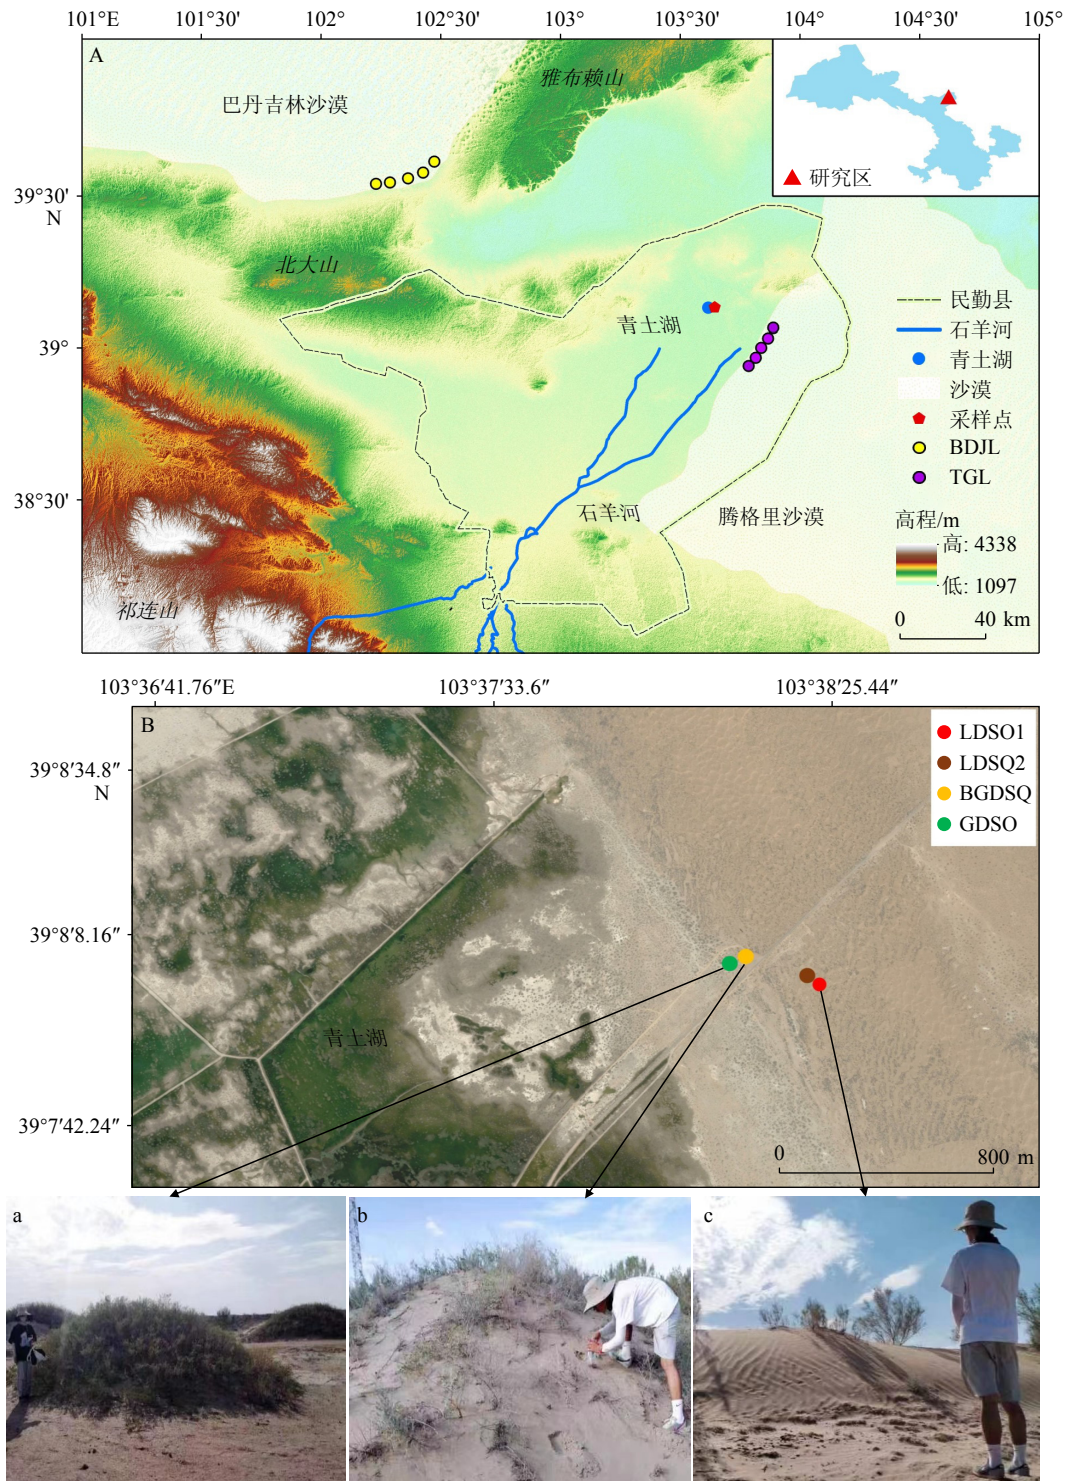 101°E 101°30′ 102° 102°30′ 103° 103°30′ 104° 104°30′ 105°
A
雅布赖山
巴丹吉林沙漠
研究区
39°30′
N
北大山
民勤县
青土湖
石羊河
39°
青土湖
沙漠
采样点
BDJL
TGL
38°30′
石羊河
腾格里沙漠
高程/m
高: 4338
低: 1097
祁连山
0 40 km
103°36′41.76″E 103°37′33.6″ 103°38′25.44″
B
LDSO1
LDSQ2
BGDSQ
GDSO
39°8′34.8″
N
39°8′8.16″
青土湖
39°7′42.24″
0 800 m
a
b
c